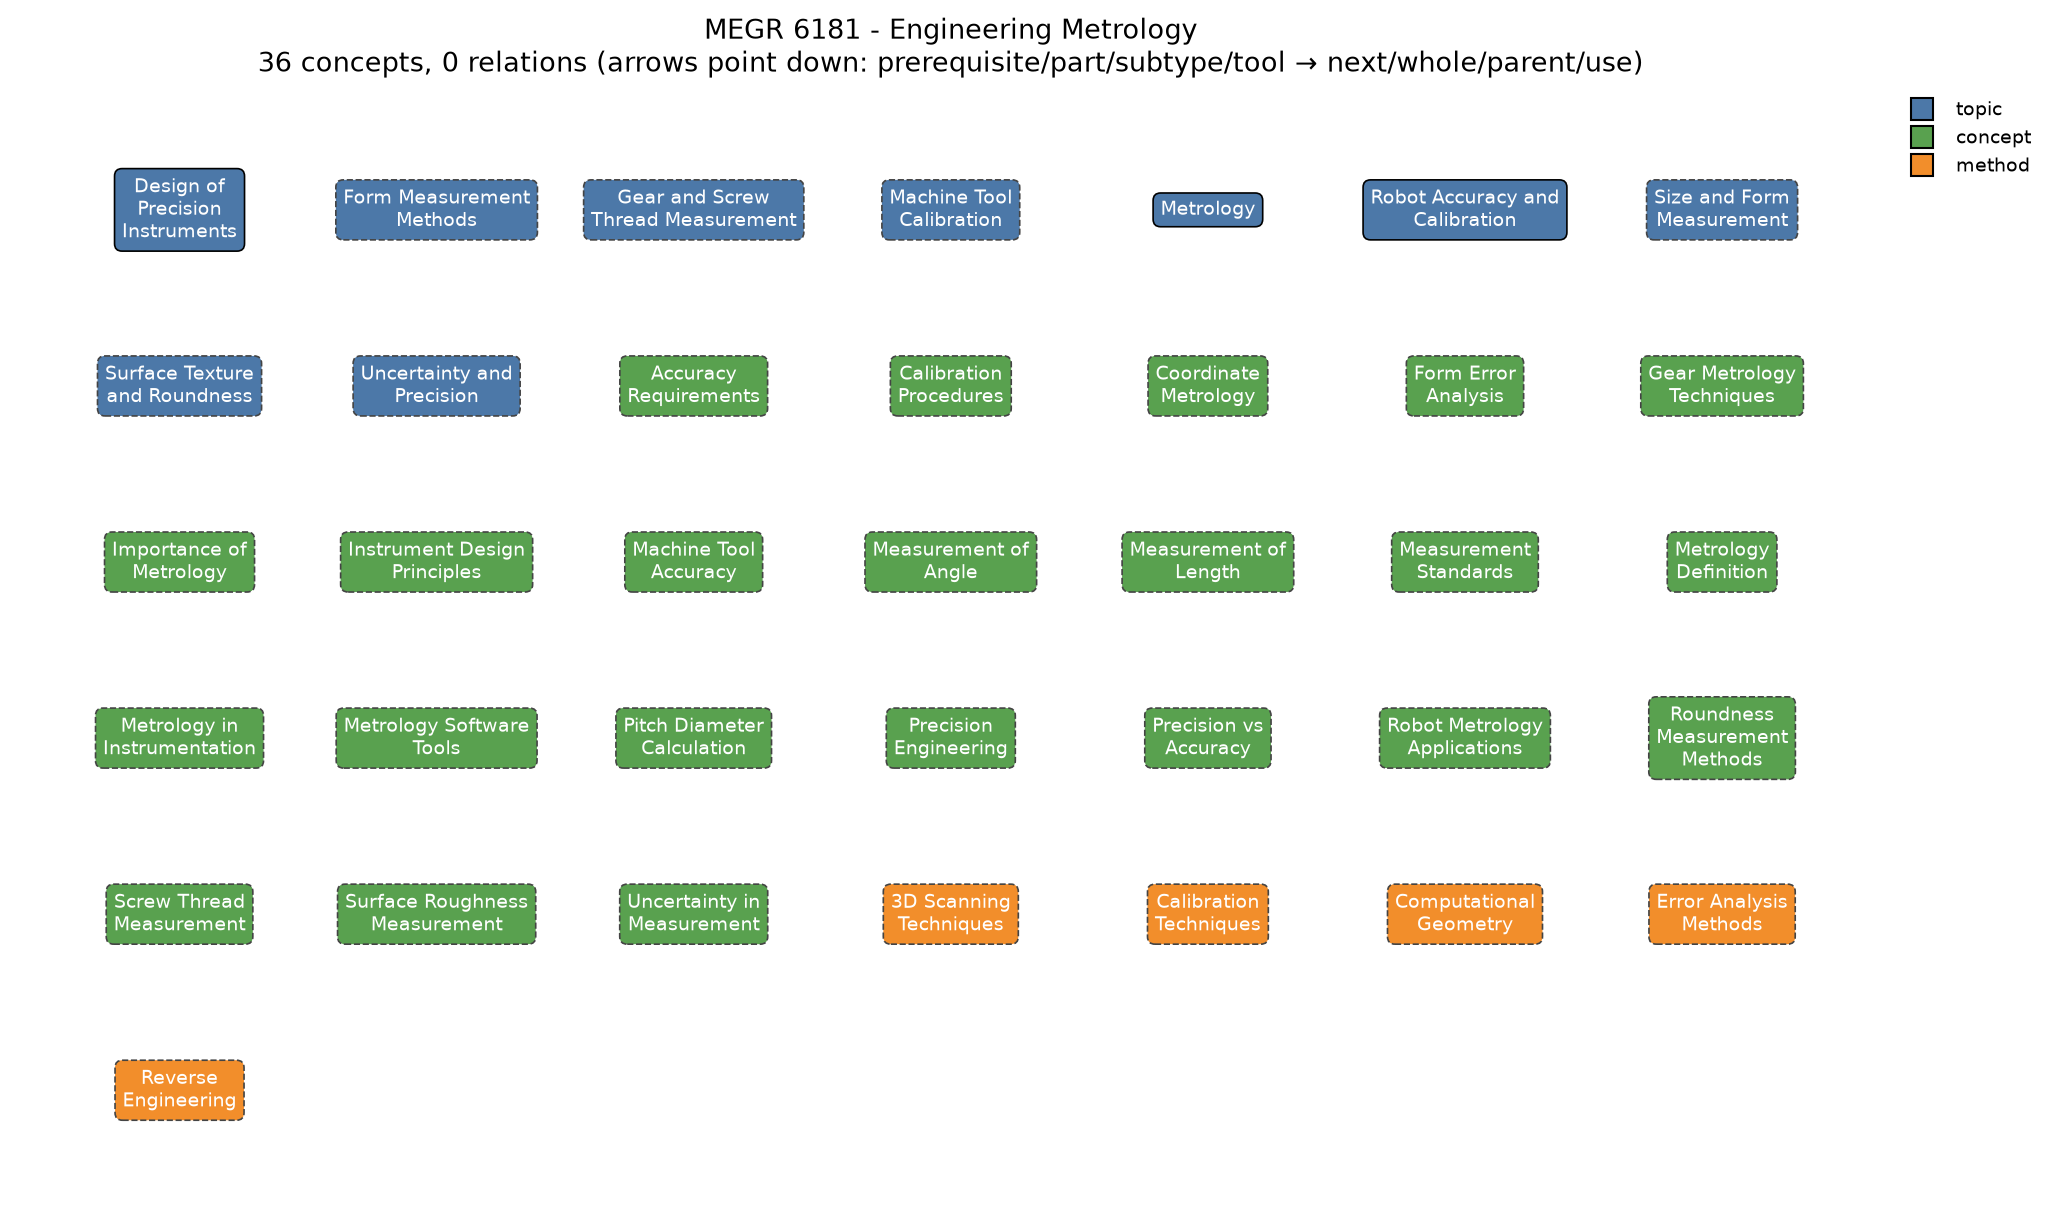 MEGR 6181 - Engineering Metrology
36 concepts, 0 relations (arrows point down: prerequisite/part/subtype/tool → next/whole/parent/use)
topic
concept
method
Design of
Precision
Instruments
Form Measurement
Methods
Gear and Screw
Thread Measurement
Machine Tool
Calibration
Metrology
Robot Accuracy and
Calibration
Size and Form
Measurement
Surface Texture
and Roundness
Uncertainty and
Precision
Accuracy
Requirements
Calibration
Procedures
Coordinate
Metrology
Form Error
Analysis
Gear Metrology
Techniques
Importance of
Metrology
Instrument Design
Principles
Machine Tool
Accuracy
Measurement of
Angle
Measurement of
Length
Measurement
Standards
Metrology
Definition
Metrology in
Instrumentation
Metrology Software
Tools
Pitch Diameter
Calculation
Precision
Engineering
Precision vs
Accuracy
Robot Metrology
Applications
Roundness
Measurement
Methods
Screw Thread
Measurement
Surface Roughness
Measurement
Uncertainty in
Measurement
3D Scanning
Techniques
Calibration
Techniques
Computational
Geometry
Error Analysis
Methods
Reverse
Engineering